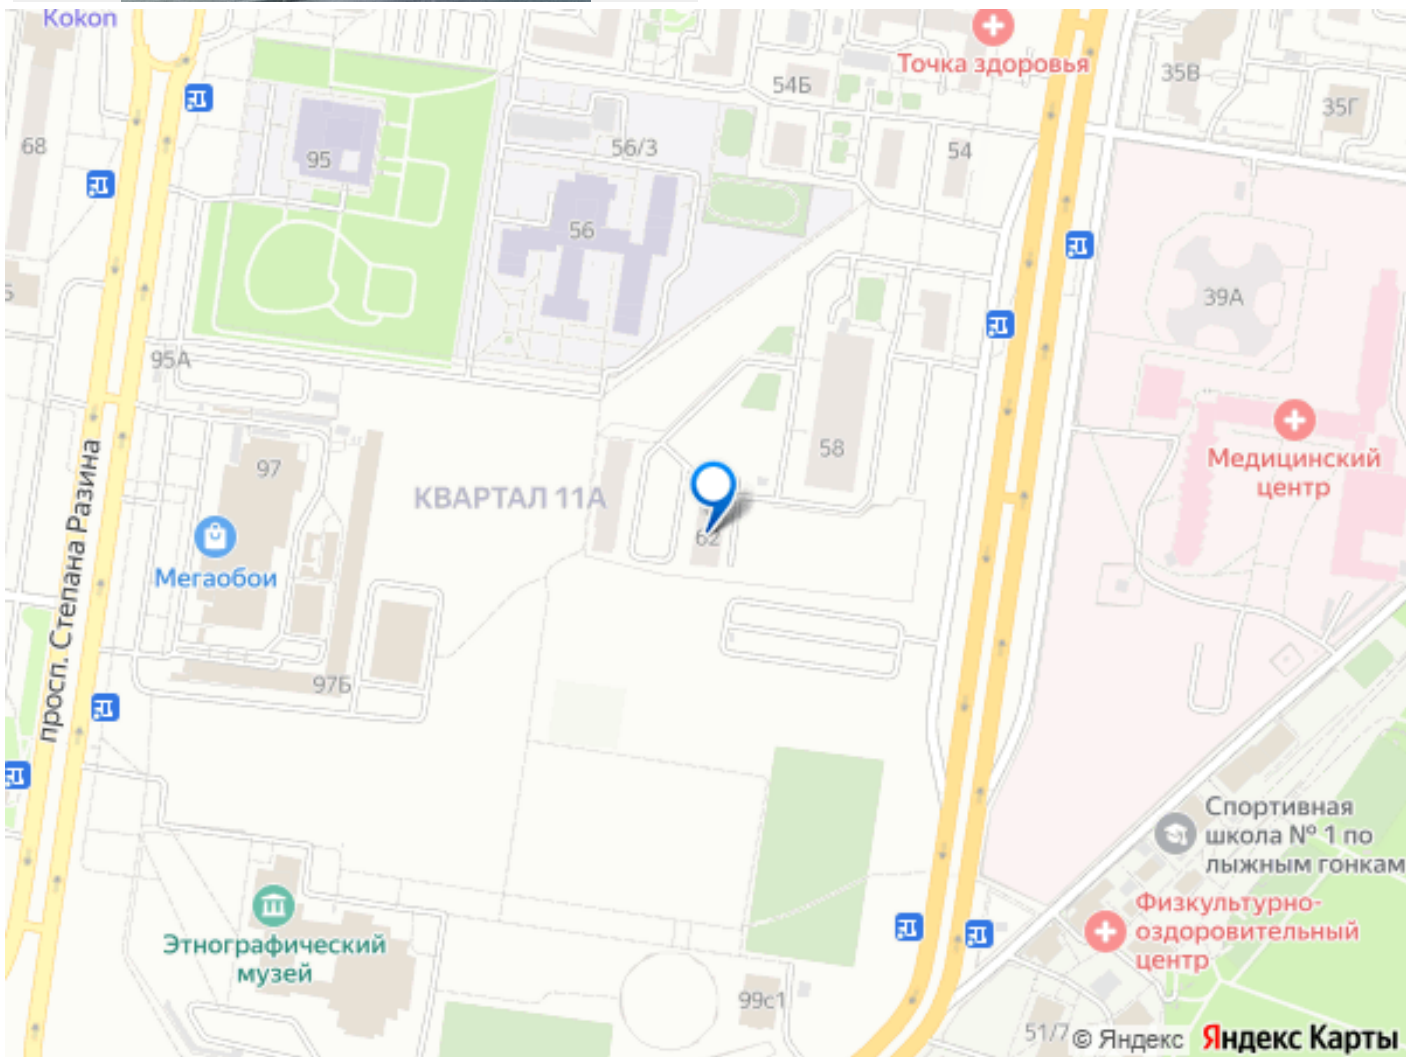 Kokon
Точка здоровья
54Б
35В
35Г
68
95
56/3
54
56
39А
95А
58
97
КВАРТАЛ 11А
Медицинский
центр
просп. Степана Разина
Мегаобои
62
97Б
Спортивная
школа № 1 по
лыжным гонкам
Физкультурно-
оздоровительный
центр
Этнографический
музей
99с1
51/7
© Яндекс Яндекс Карты